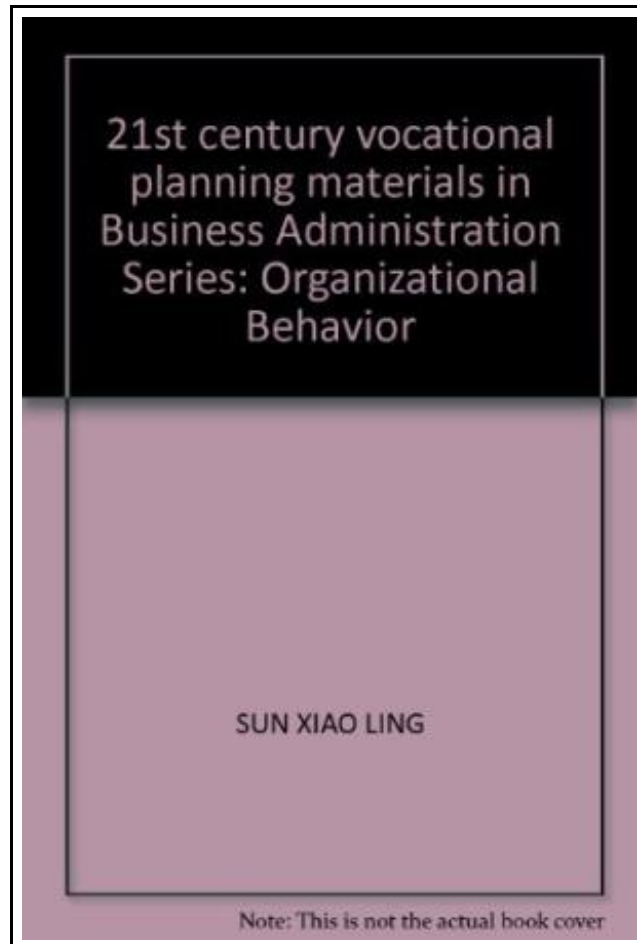 21st century vocational
planning materials in
Business Administration
Series: Organizational
Behavior
SUN XIAO LING
Note: This is not the actual book cover